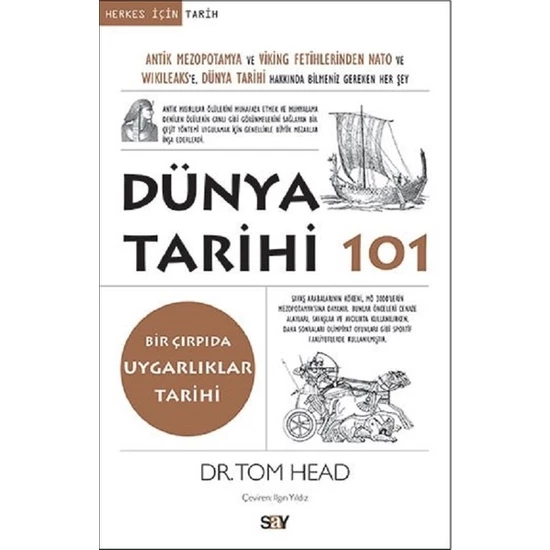 HERKES İÇİN TARİH
ANTİK MEZOPOTAMYA VE VİKİNG FETİHLERİNDEN NATO VE
WIKILEAKS'E, DÜNYA TARİHİ HAKKINDA BİLMENİZ GEREKEN HER ŞEY
ANTİK MISIRLILAR ÖLÜLERİNİ MUHAFAZA ETMEK VE MUMYALAMA
DENİLEN ÖLÜLERİN CANLI GİBİ GÖRÜNMELERİNİ SAĞLAYAN BİR
ÇEŞİT YÖNTEMİ UYGULAMAK İÇİN GENELLİKLE BÜYÜK MEZARLAR
İNŞA EDERLERDİ.
DÜNYA
TARİHİ 101
SAVAŞ ARABALARININ KÖKENİ, MÖ 3000'LERİN
MEZOPOTAMYA'SINA DAYANIR. BUNLAR ÖNCELERİ CENAZE
ALAYLARI, SAVAŞLAR VE AVCILIKTA KULLANILIRKEN,
DAHA SONRALARI OLİMPİYAT OYUNLARI GİBİ SPORTİF
FAALİYETLERDE KULLANILMIŞTIR.
BİR ÇIRPIDA
UYGARLIKLAR
TARİHİ
DR. TOM HEAD
Çeviren: Ilgın Yıldız
say